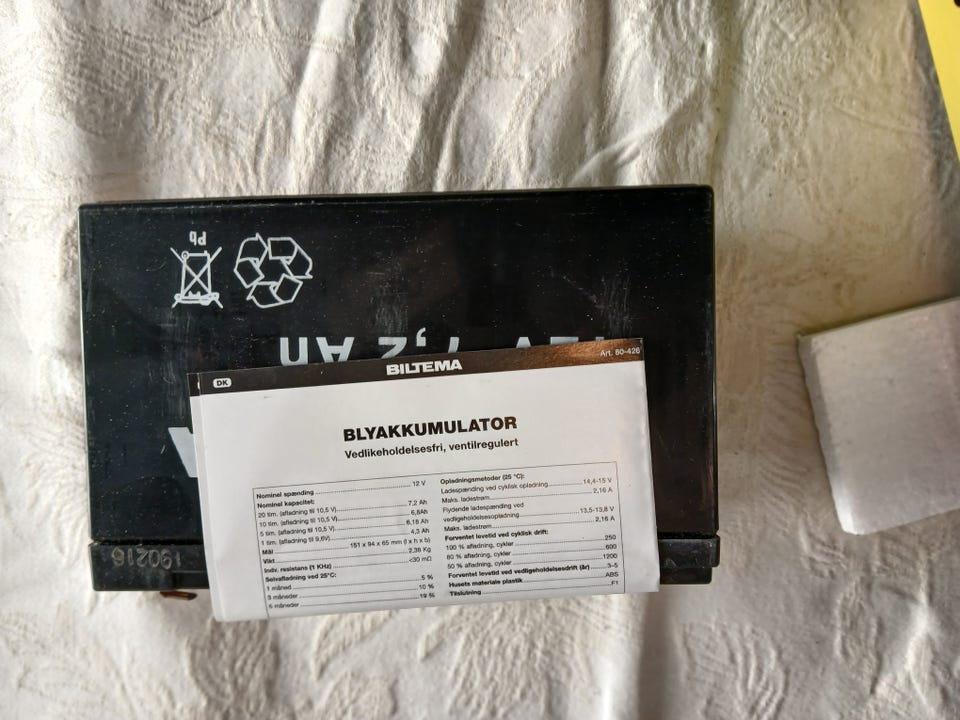 Pb
12V 7,2 Ah
DK
BILTEMA
Art. 80-426
BLYAKKUMULATOR
Vedlikeholdelsesfri, ventilregulert
Nominel spænding 12 V
Nominel kapacitet:
20 tim. (afladning til 10,5 V) 7,2 Ah
10 tim. (afladning til 10,5 V) 6,8Ah
5 tim. (afladning til 10,5 V) 6,18 Ah
1 tim. (afladning til 9,6V) 4,3 Ah
Mål 151 x 94 x 65 mm (l x h x b)
Vikt 2,38 Kg
Indv. resistans (1 KHz) <30 mΩ
Selvafladning ved 25°C:
1 måned 5 %
3 måneder 10 %
6 måneder 19 %
Opladningsmetoder (25 °C):
Ladespænding ved cyklisk opladning 14,4-15 V
Maks. ladestrøm 2,16 A
Flydende ladespænding ved
vedligeholdelsesopladning 13,5-13,8 V
Maks. ladestrøm 2,16 A
Forventet levetid ved cyklisk drift:
100 % afladning, cykler 250
80 % afladning, cykler 600
50 % afladning, cykler 1200
Forventet levetid ved vedligeholdelsesdrift (år) 3–5
Husets materiale plastik ABS
Tilslutning F1
190216